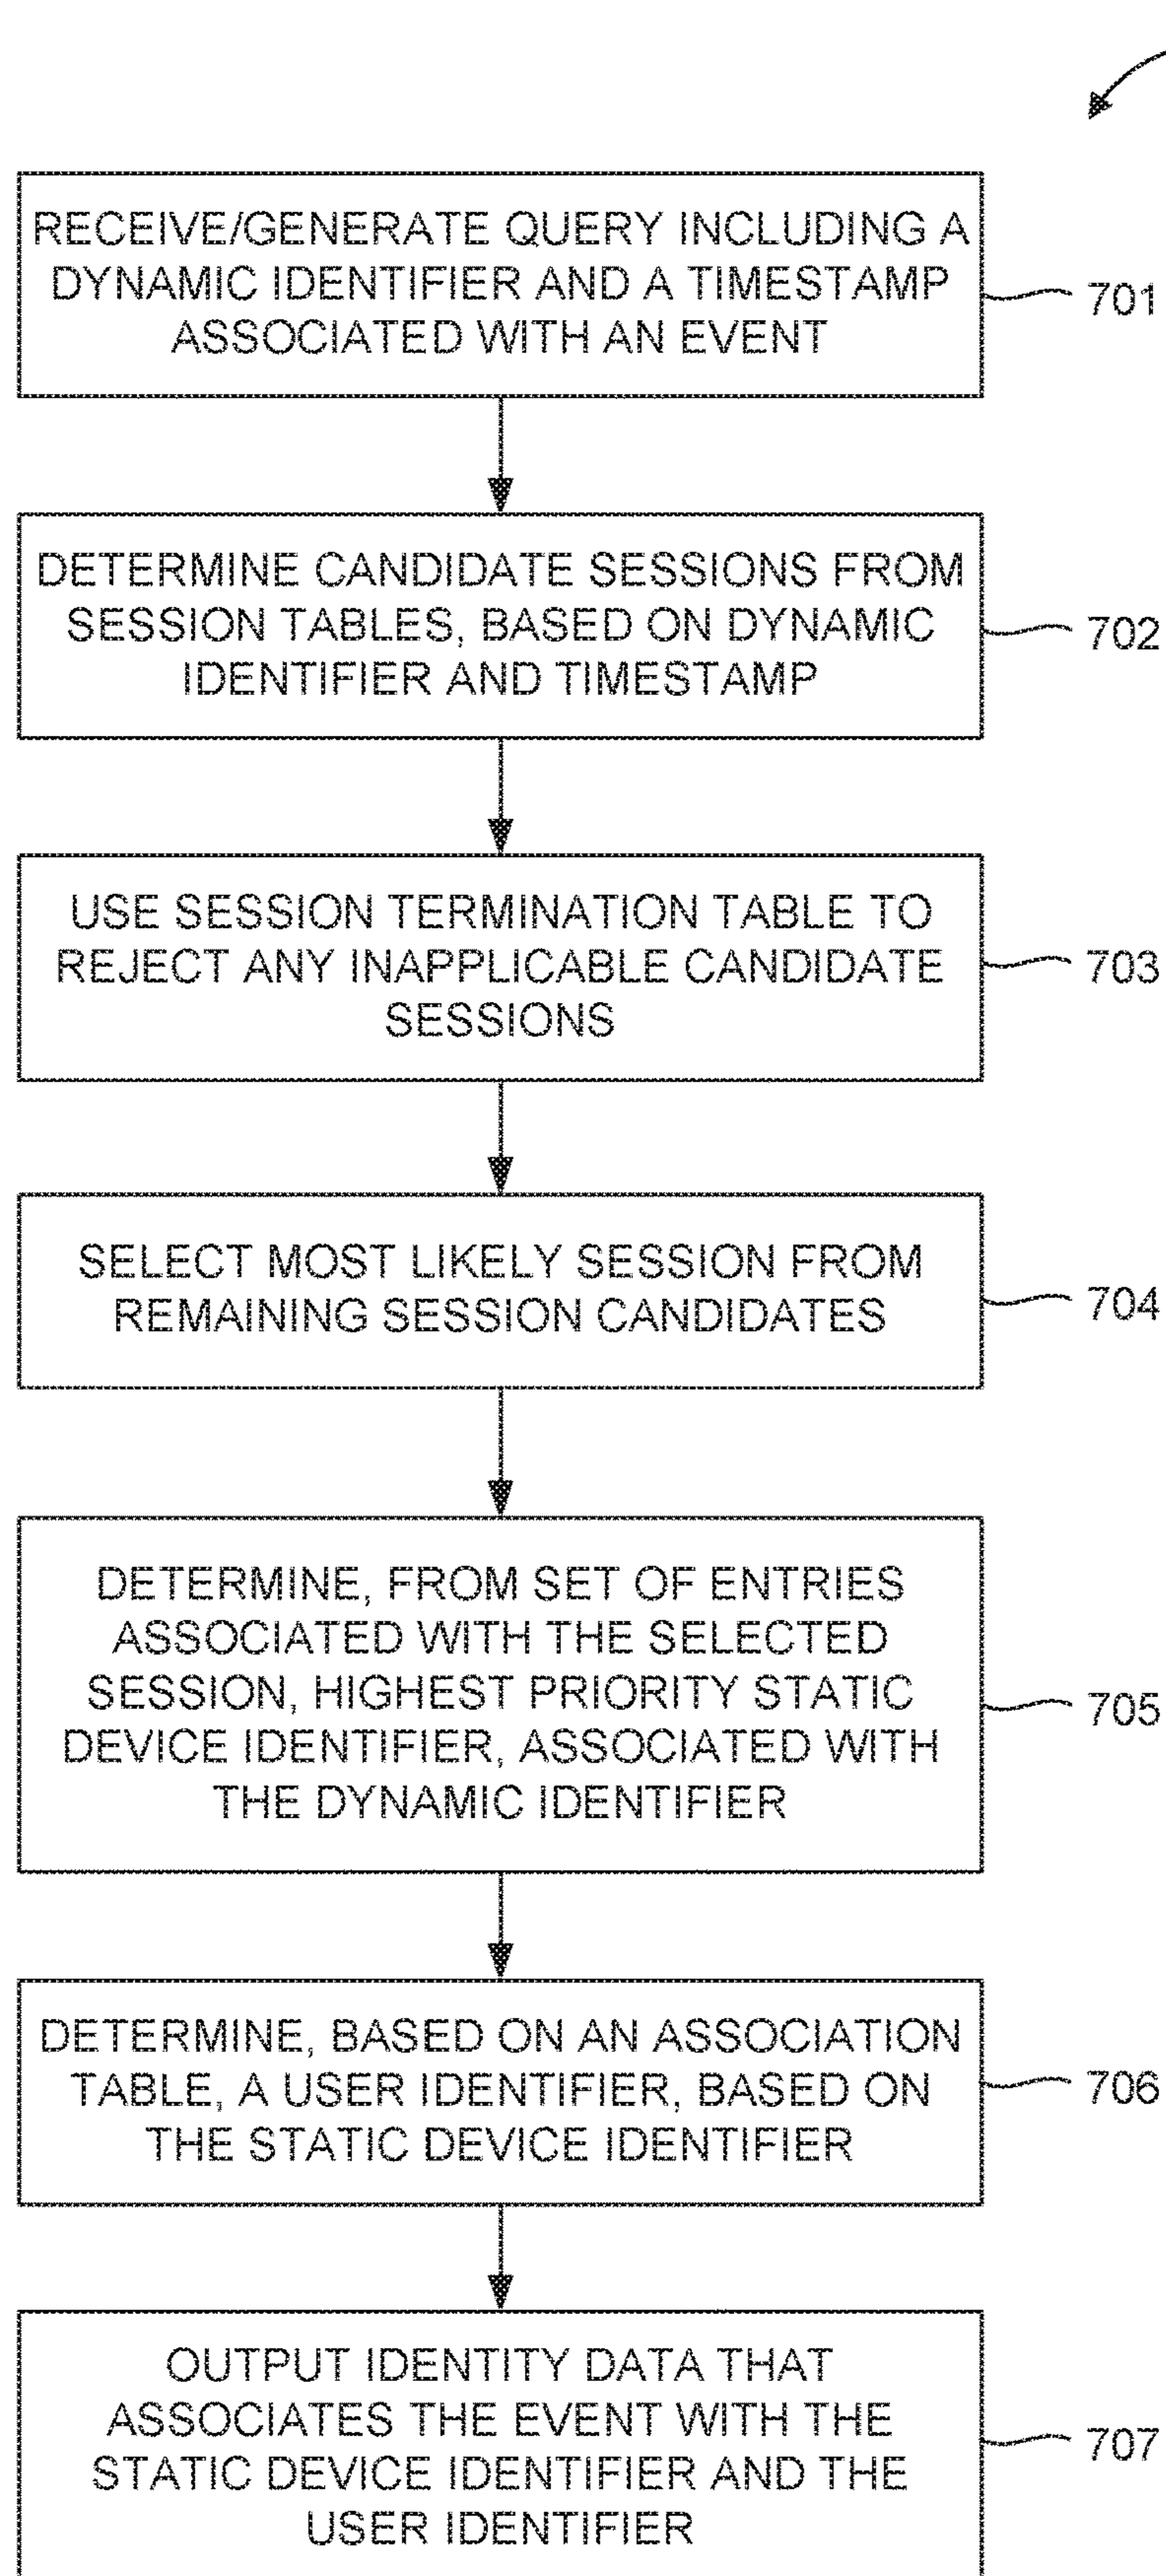 RECEIVE/GENERATE QUERY INCLUDING A
DYNAMIC IDENTIFIER AND A TIMESTAMP
ASSOCIATED WITH AN EVENT
701
DETERMINE CANDIDATE SESSIONS FROM
SESSION TABLES, BASED ON DYNAMIC
IDENTIFIER AND TIMESTAMP
702
USE SESSION TERMINATION TABLE TO
REJECT ANY INAPPLICABLE CANDIDATE
SESSIONS
703
SELECT MOST LIKELY SESSION FROM
REMAINING SESSION CANDIDATES
704
DETERMINE, FROM SET OF ENTRIES
ASSOCIATED WITH THE SELECTED
SESSION, HIGHEST PRIORITY STATIC
DEVICE IDENTIFIER, ASSOCIATED WITH
THE DYNAMIC IDENTIFIER
705
DETERMINE, BASED ON AN ASSOCIATION
TABLE, A USER IDENTIFIER, BASED ON
THE STATIC DEVICE IDENTIFIER
706
OUTPUT IDENTITY DATA THAT
ASSOCIATES THE EVENT WITH THE
STATIC DEVICE IDENTIFIER AND THE
USER IDENTIFIER
707